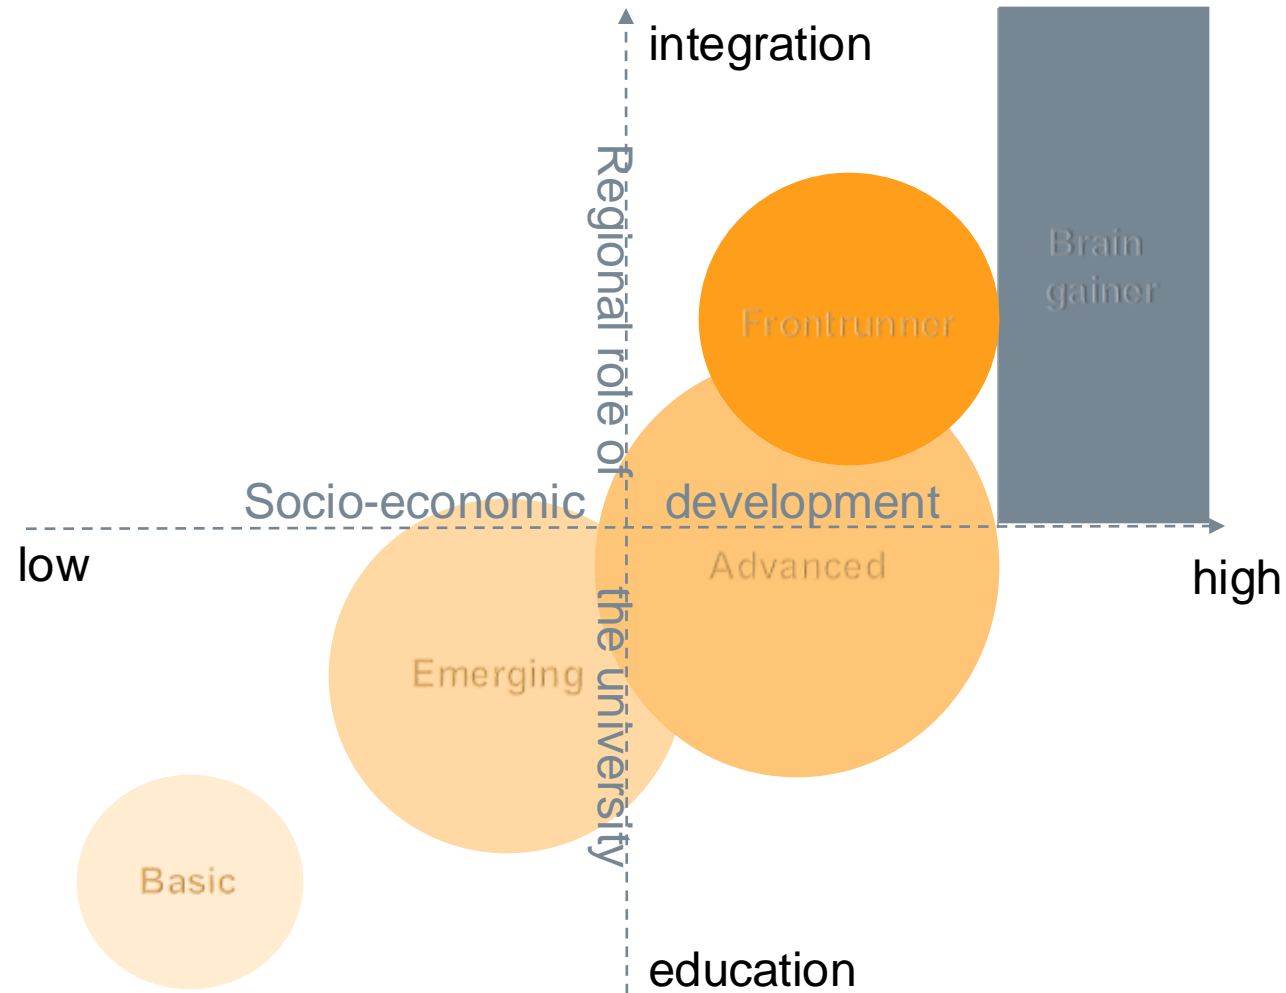 integration
Regional role of the university
Brain
gainer
Frontrunner
Socio-economic development
low
high
Advanced
Emerging
Basic
education